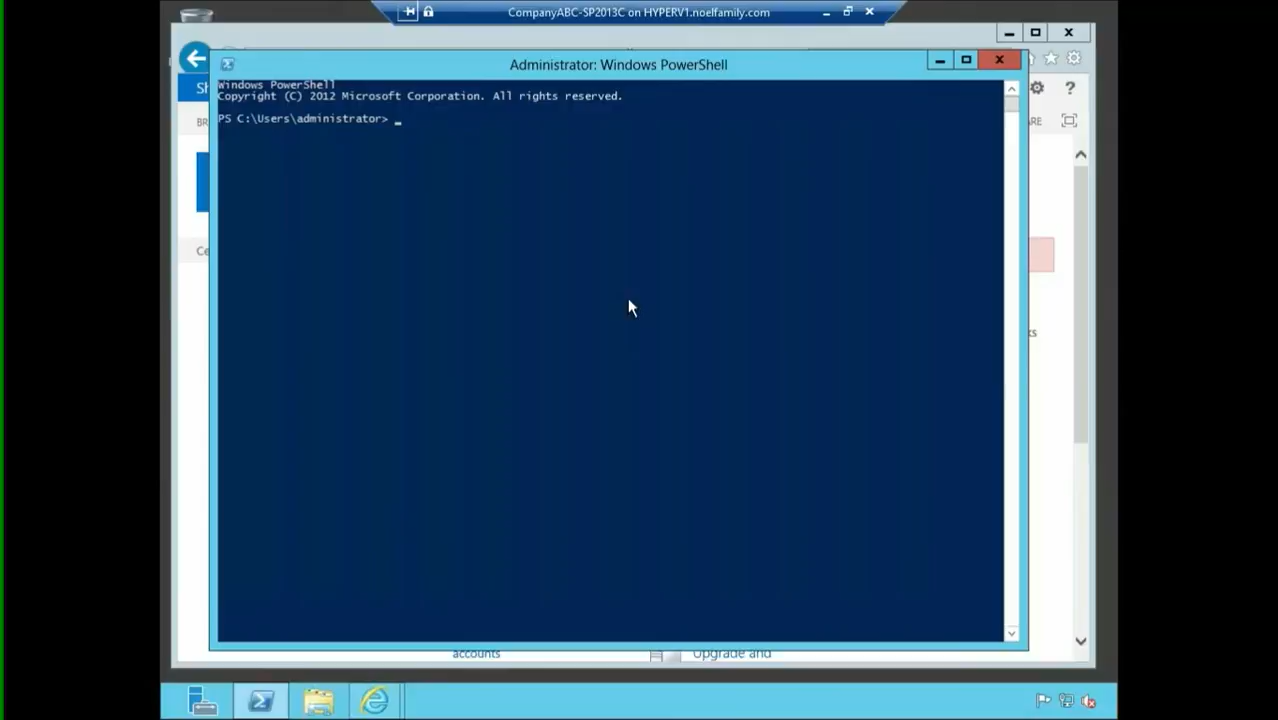 CompanyABC-SP2013C on HYPERV1.noelfamily.com
Administrator: Windows PowerShell
Windows PowerShell
Copyright (C) 2012 Microsoft Corporation. All rights reserved.
PS C:\Users\administrator> _
accounts
Upgrade and